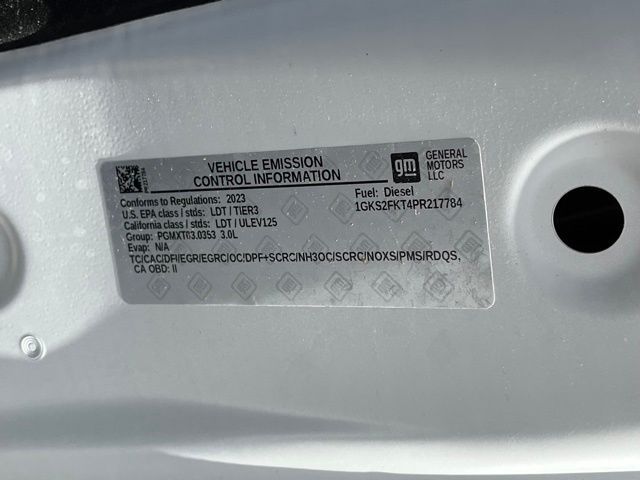 VEHICLE EMISSION
CONTROL INFORMATION
gm
GENERAL
MOTORS
LLC
Conforms to Regulations: 2023
U.S. EPA class / stds: LDT / TIER3
California class / stds: LDT / ULEV125
Group: PGMXT03.0353 3.0L
Evap: N/A
Fuel: Diesel
1GKS2FKT4PR217784
TC/CAC/DFI/EGR/EGRC/OC/DPF+SCRC/NH3OC/SCRC/NOXS/PMS/RDQS,
CA OBD: II